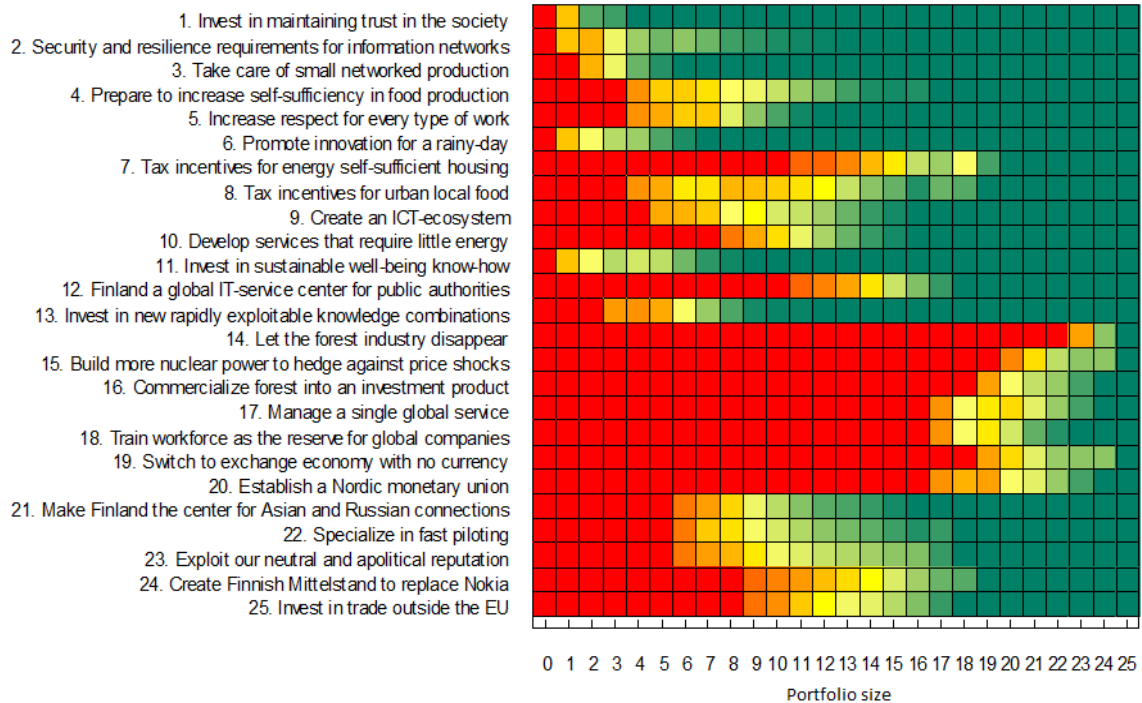 1. Invest in maintaining trust in the society
2. Security and resilience requirements for information networks
3. Take care of small networked production
4. Prepare to increase self-sufficiency in food production
5. Increase respect for every type of work
6. Promote innovation for a rainy-day
7. Tax incentives for energy self-sufficient housing
8. Tax incentives for urban local food
9. Create an ICT-ecosystem
10. Develop services that require little energy
11. Invest in sustainable well-being know-how
12. Finland a global IT-service center for public authorities
13. Invest in new rapidly exploitable knowledge combinations
14. Let the forest industry disappear
15. Build more nuclear power to hedge against price shocks
16. Commercialize forest into an investment product
17. Manage a single global service
18. Train workforce as the reserve for global companies
19. Switch to exchange economy with no currency
20. Establish a Nordic monetary union
21. Make Finland the center for Asian and Russian connections
22. Specialize in fast piloting
23. Exploit our neutral and apolitical reputation
24. Create Finnish Mittelstand to replace Nokia
25. Invest in trade outside the EU
0 1 2 3 4 5 6 7 8 9 10 11 12 13 14 15 16 17 18 19 20 21 22 23 24 25
Portfolio size